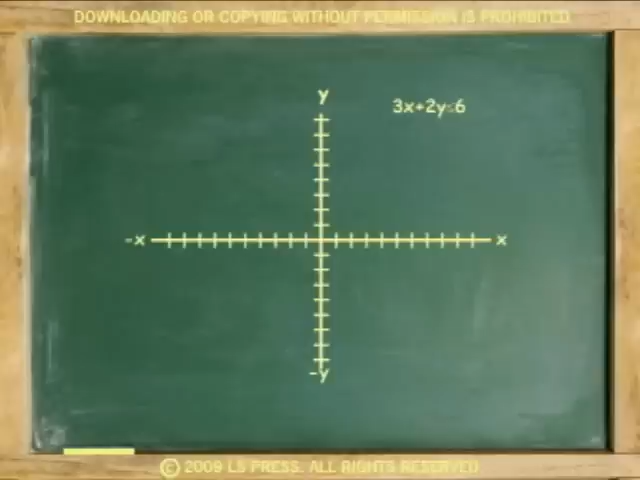 DOWNLOADING OR COPYING WITHOUT PERMISSION IS PROHIBITED
y
3x+2y≤6
-x
x
-y
© 2009 LS PRESS. ALL RIGHTS RESERVED